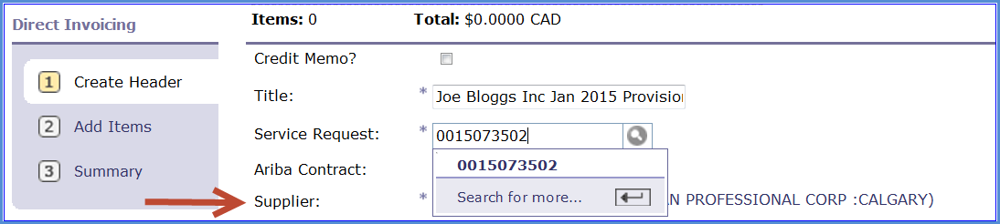 Direct Invoicing
1 Create Header
2 Add Items
3 Summary
Items: 0 Total: $0.0000 CAD
Credit Memo?
Title: * Joe Bloggs Inc Jan 2015 Provision
Service Request: * 0015073502
0015073502
Ariba Contract:
Search for more...
Supplier: * AN PROFESSIONAL CORP :CALGARY)